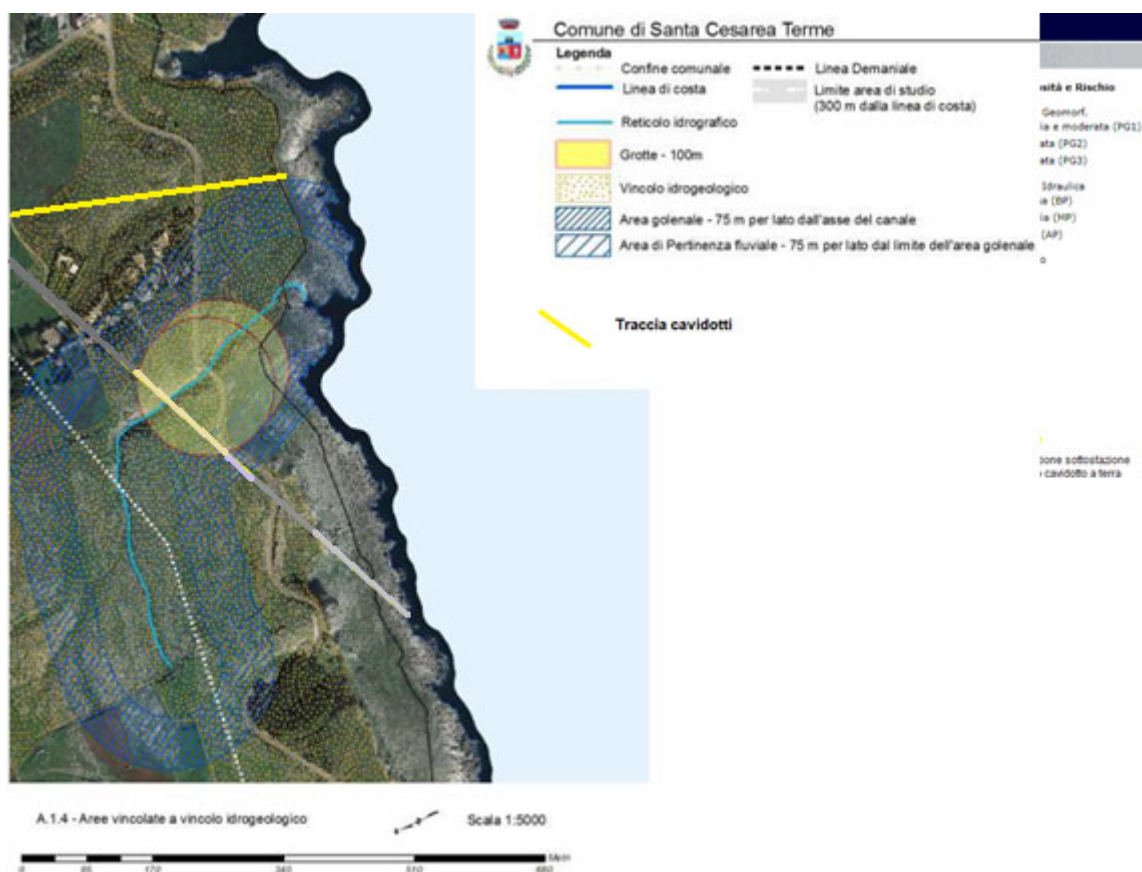 Comune di Santa Cesarea Terme
Legenda
Confine comunale
Linea di costa
Reticolo idrografico
Grotte - 100m
Vincolo idrogeologico
Area golenale - 75 m per lato dall'asse del canale
Area di Pertinenza fluviale - 75 m per lato dal limite dell'area golenale
Linea Demaniale
Limite area di studio
(300 m dalla linea di costa)
Traccia cavidotti
osità e Rischio
Geomorf.
ia e moderata (PG1)
ata (PG2)
ata (PG3)
Idraulica
a (BP)
ia (MP)
(AP)
o
zione sottostazione
cavidotto a terra
A.1.4 - Aree vincolate a vincolo idrogeologico
Scala 1:5000
0 85 170 340 510 680